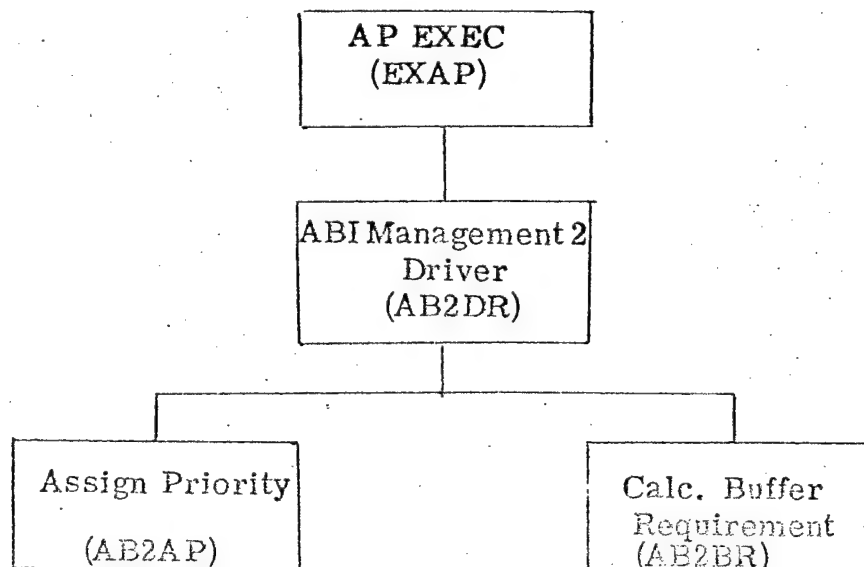 AP EXEC
(EXAP)
ABI Management 2
Driver
(AB2DR)
Assign Priority
(AB2AP)
Calc. Buffer
Requirement
(AB2BR)